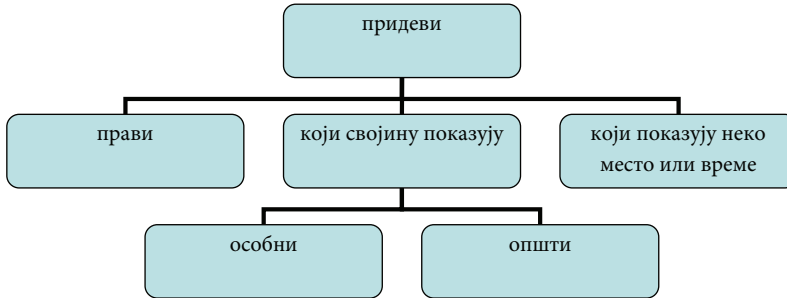 придеви
прави
који својину показују
који показују неко
место или време
особни
општи